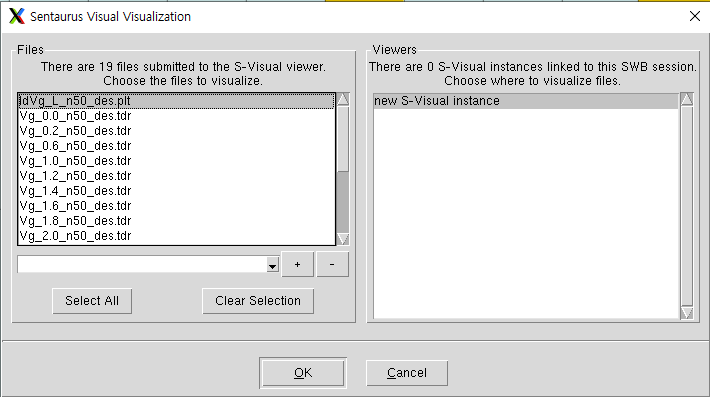 Sentaurus Visual Visualization
Files
There are 19 files submitted to the S-Visual viewer.
Choose the files to visualize.
IdVg_L_n50_des.plt
Vg_0.0_n50_des.tdr
Vg_0.2_n50_des.tdr
Vg_0.6_n50_des.tdr
Vg_1.0_n50_des.tdr
Vg_1.2_n50_des.tdr
Vg_1.4_n50_des.tdr
Vg_1.6_n50_des.tdr
Vg_1.8_n50_des.tdr
Vg_2.0_n50_des.tdr
+ -
Select All Clear Selection
Viewers
There are 0 S-Visual instances linked to this SWB session.
Choose where to visualize files.
new S-Visual instance
OK Cancel